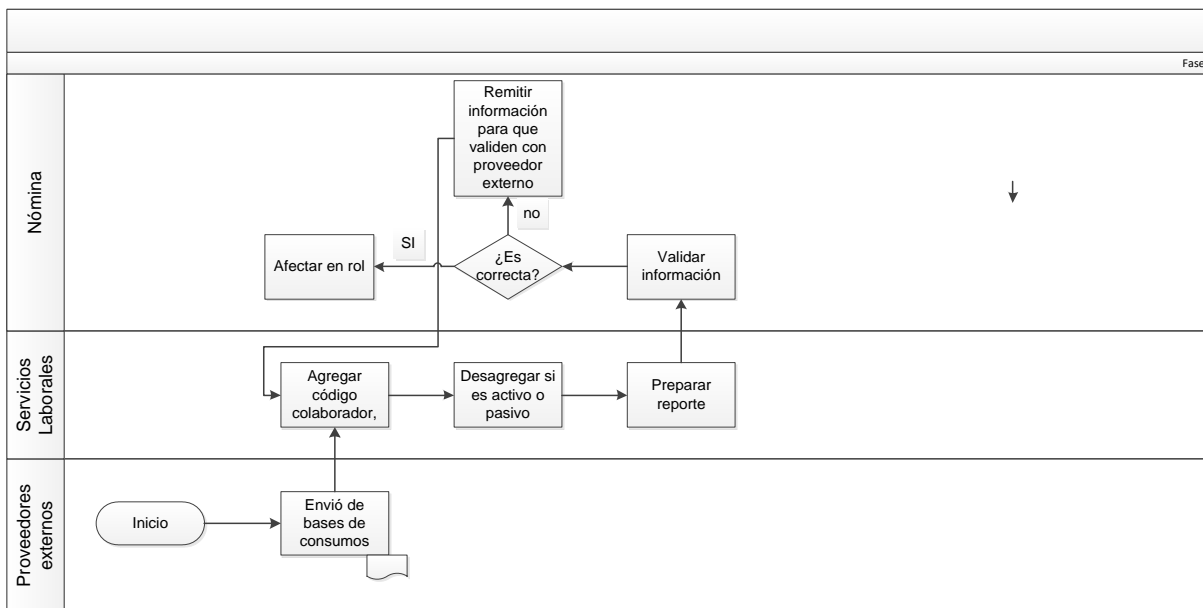 Fase
Nómina
Remitir
información
para que
validen con
proveedor
externo
no
SI
Afectar en rol
¿Es
correcta?
Validar
información
Servicios
Laborales
Agregar
código
colaborador,
Desagregar si
es activo o
pasivo
Preparar
reporte
Proveedores
externos
Inicio
Envió de
bases de
consumos